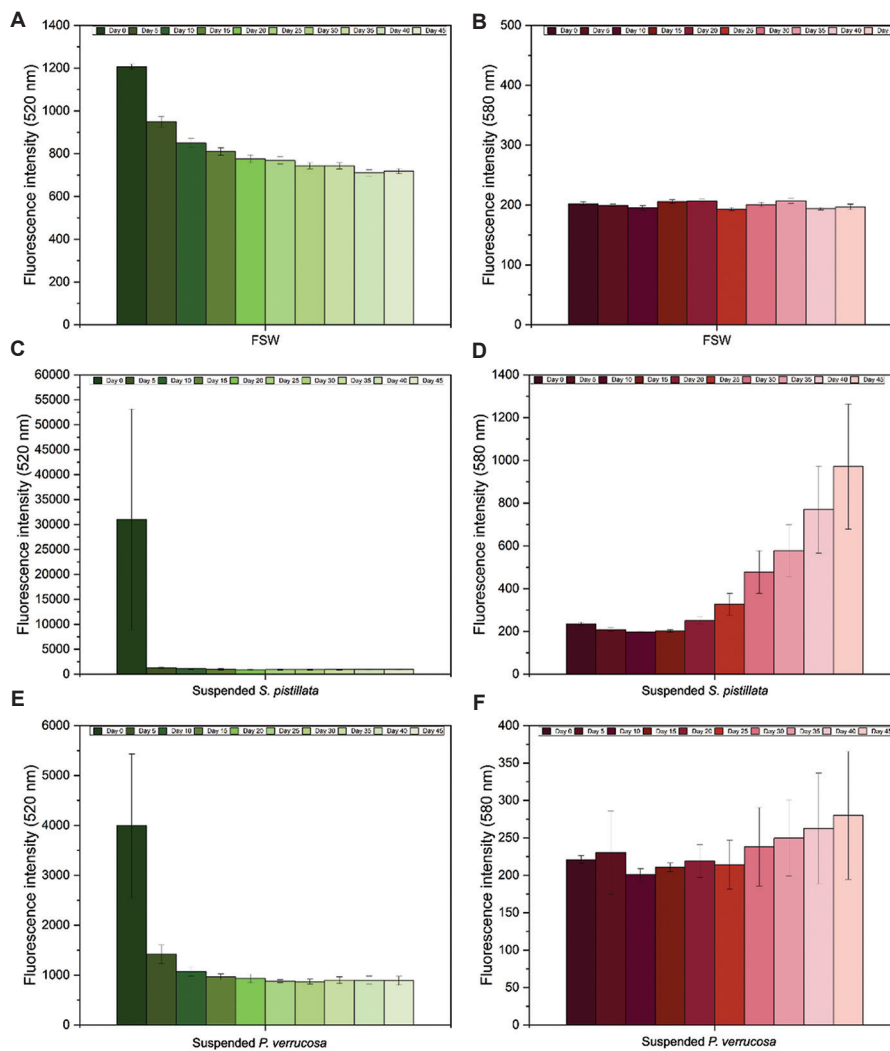 A
1400
1200
1000
800
600
400
200
0
Fluorescence intensity (520 nm)
Day 0 Day 5 Day 10 Day 15 Day 20 Day 25 Day 30 Day 35 Day 40 Day 45
FSW
B
500
400
300
200
100
0
Fluorescence intensity (580 nm)
Day 0 Day 5 Day 10 Day 15 Day 20 Day 25 Day 30 Day 35 Day 40 Day
FSW
C
60000
55000
50000
45000
40000
35000
30000
25000
20000
15000
10000
5000
0
Fluorescence intensity (520 nm)
Day 0 Day 5 Day 10 Day 15 Day 20 Day 25 Day 30 Day 35 Day 40 Day 45
Suspended S. pistillata
D
1400
1200
1000
800
600
400
200
0
Fluorescence intensity (580 nm)
Day 0 Day 5 Day 10 Day 15 Day 20 Day 25 Day 30 Day 35 Day 40 Day 45
Suspended S. pistillata
E
6000
5000
4000
3000
2000
1000
0
Fluorescence intensity (520 nm)
Day 0 Day 5 Day 10 Day 15 Day 20 Day 25 Day 30 Day 35 Day 40 Day 45
Suspended P. verrucosa
F
400
350
300
250
200
150
100
50
0
Fluorescence intensity (580 nm)
Day 0 Day 5 Day 10 Day 15 Day 20 Day 25 Day 30 Day 35 Day 40 Day 45
Suspended P. verrucosa